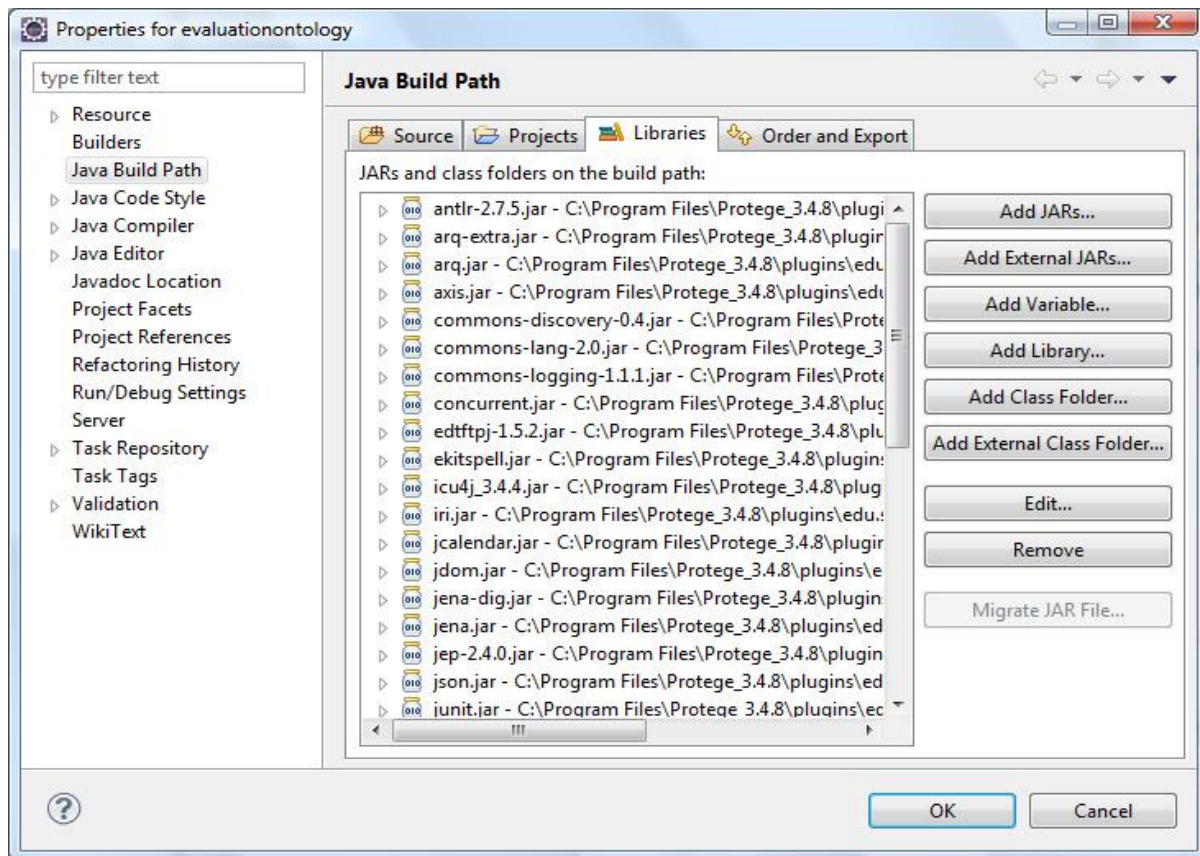 Properties for evaluationontology
type filter text
Resource
Builders
Java Build Path
Java Code Style
Java Compiler
Java Editor
Javadoc Location
Project Facets
Project References
Refactoring History
Run/Debug Settings
Server
Task Repository
Task Tags
Validation
WikiText
Java Build Path
Source Projects Libraries Order and Export
JARs and class folders on the build path:
antlr-2.7.5.jar - C:\Program Files\Protege_3.4.8\plugi
arq-extra.jar - C:\Program Files\Protege_3.4.8\plugin
arq.jar - C:\Program Files\Protege_3.4.8\plugins\edu
axis.jar - C:\Program Files\Protege_3.4.8\plugins\edu
commons-discovery-0.4.jar - C:\Program Files\Prote
commons-lang-2.0.jar - C:\Program Files\Protege_3
commons-logging-1.1.1.jar - C:\Program Files\Prote
concurrent.jar - C:\Program Files\Protege_3.4.8\plug
edtftpj-1.5.2.jar - C:\Program Files\Protege_3.4.8\plu
ekitspell.jar - C:\Program Files\Protege_3.4.8\plugins
icu4j_3.4.4.jar - C:\Program Files\Protege_3.4.8\plug
iri.jar - C:\Program Files\Protege_3.4.8\plugins\edu.s
jcalendar.jar - C:\Program Files\Protege_3.4.8\plugin
jdom.jar - C:\Program Files\Protege_3.4.8\plugins\e
jena-dig.jar - C:\Program Files\Protege_3.4.8\plugin
jena.jar - C:\Program Files\Protege_3.4.8\plugins\ed
jep-2.4.0.jar - C:\Program Files\Protege_3.4.8\plugin
json.jar - C:\Program Files\Protege_3.4.8\plugins\ed
junit.jar - C:\Program Files\Protege_3.4.8\plugins\ed
Add JARs...
Add External JARs...
Add Variable...
Add Library...
Add Class Folder...
Add External Class Folder...
Edit...
Remove
Migrate JAR File...
OK Cancel